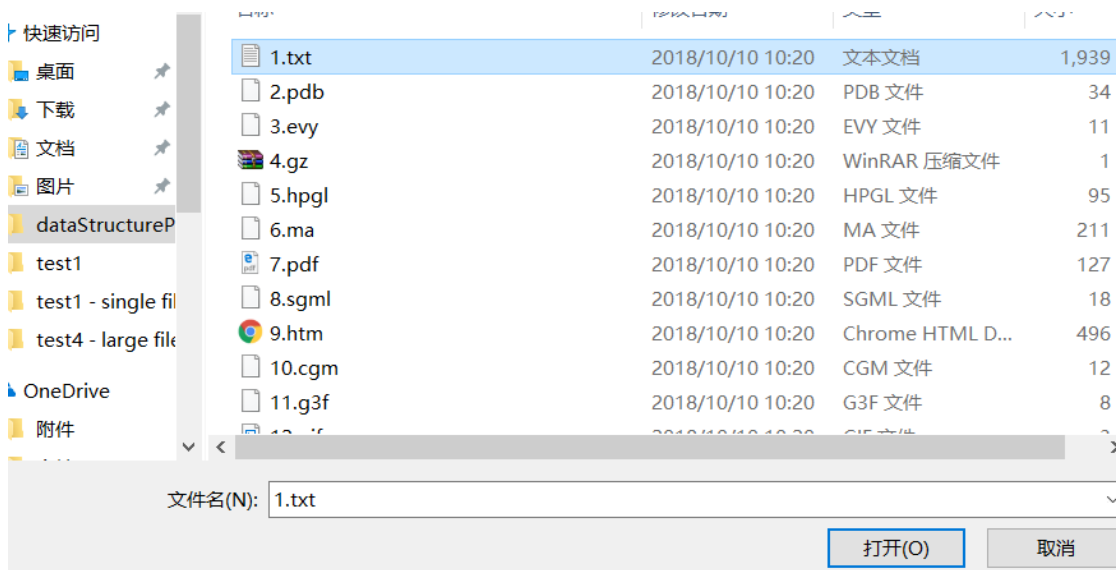 快速访问
桌面
下载
文档
图片
dataStructureP
test1
test1 - single fil
test4 - large file
OneDrive
附件
1.txt 2018/10/10 10:20 文本文档 1,939
2.pdb 2018/10/10 10:20 PDB 文件 34
3.evy 2018/10/10 10:20 EVY 文件 11
4.gz 2018/10/10 10:20 WinRAR 压缩文件 1
5.hpgl 2018/10/10 10:20 HPGL 文件 95
6.ma 2018/10/10 10:20 MA 文件 211
7.pdf 2018/10/10 10:20 PDF 文件 127
8.sgml 2018/10/10 10:20 SGML 文件 18
9.htm 2018/10/10 10:20 Chrome HTML D... 496
10.cgm 2018/10/10 10:20 CGM 文件 12
11.g3f 2018/10/10 10:20 G3F 文件 8
文件名(N): 1.txt
打开(O) 取消